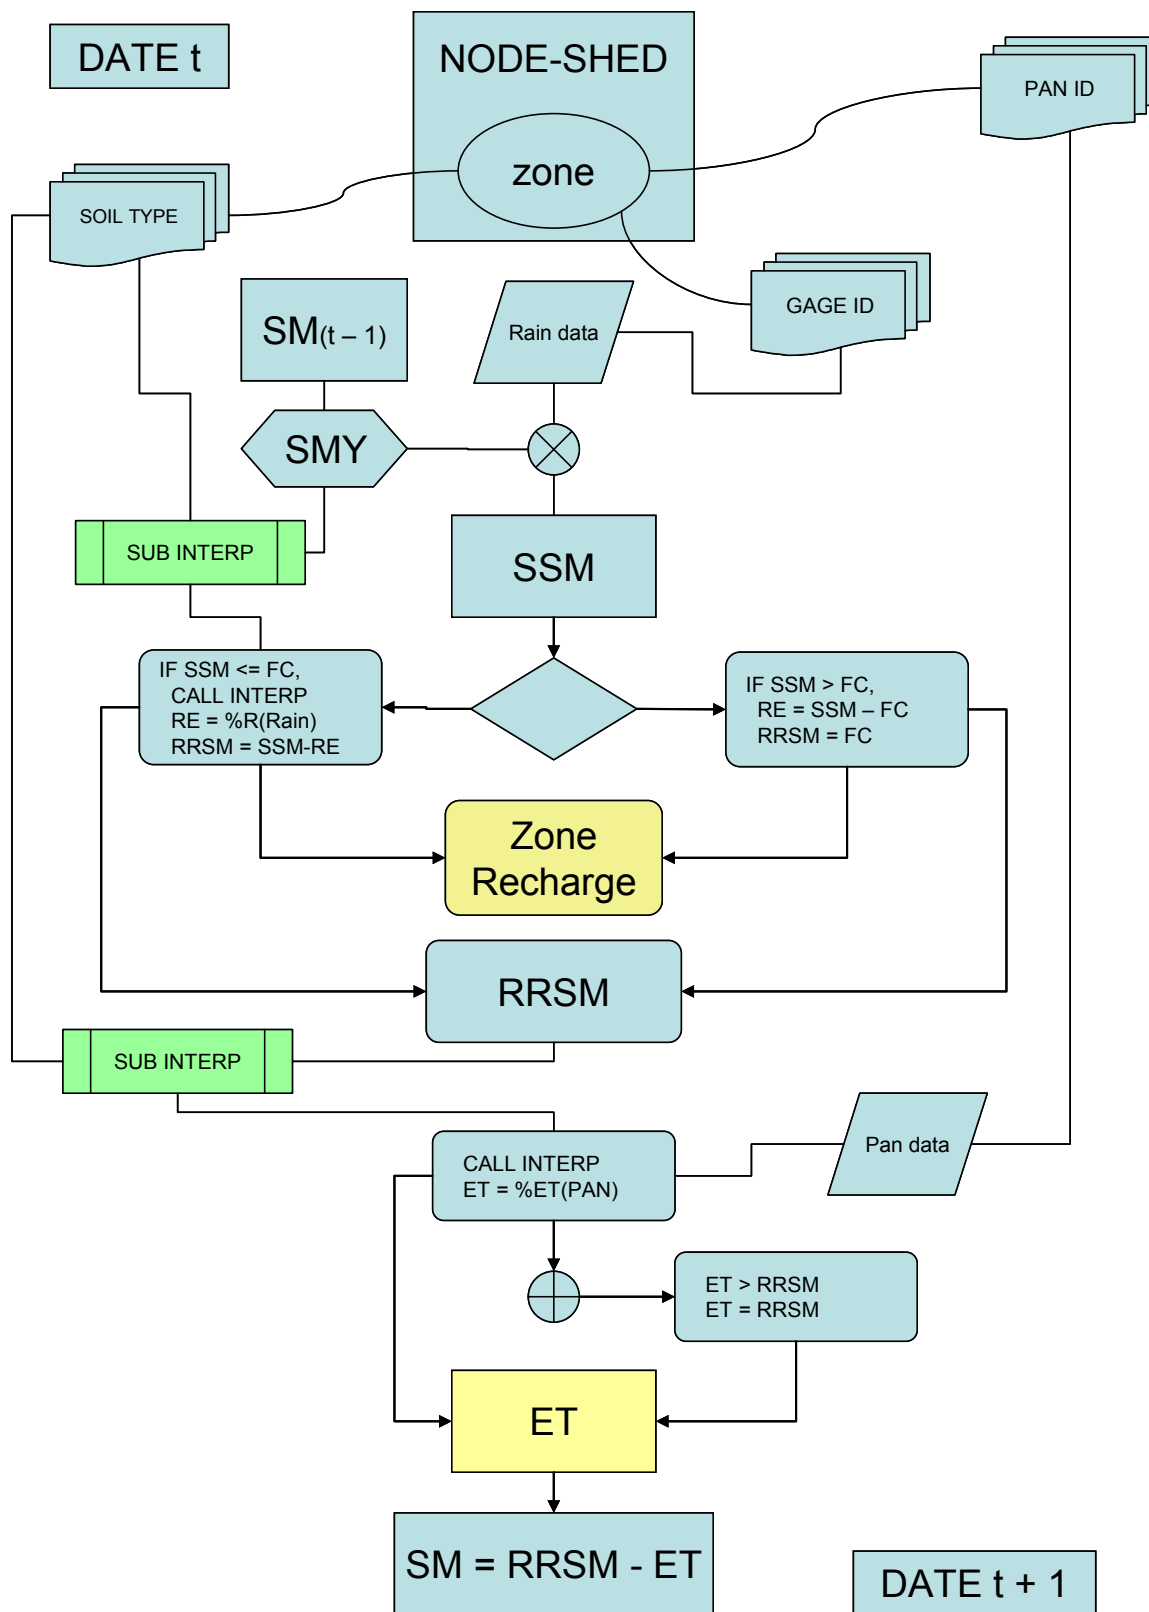 DATE t
NODE-SHED
PAN ID
zone
SOIL TYPE
GAGE ID
SM(t – 1)
Rain data
SMY
SUB INTERP
SSM
IF SSM <= FC,
CALL INTERP
RE = %R(Rain)
RRSM = SSM-RE
IF SSM > FC,
RE = SSM – FC
RRSM = FC
Zone
Recharge
RRSM
SUB INTERP
Pan data
CALL INTERP
ET = %ET(PAN)
ET > RRSM
ET = RRSM
ET
SM = RRSM - ET
DATE t + 1